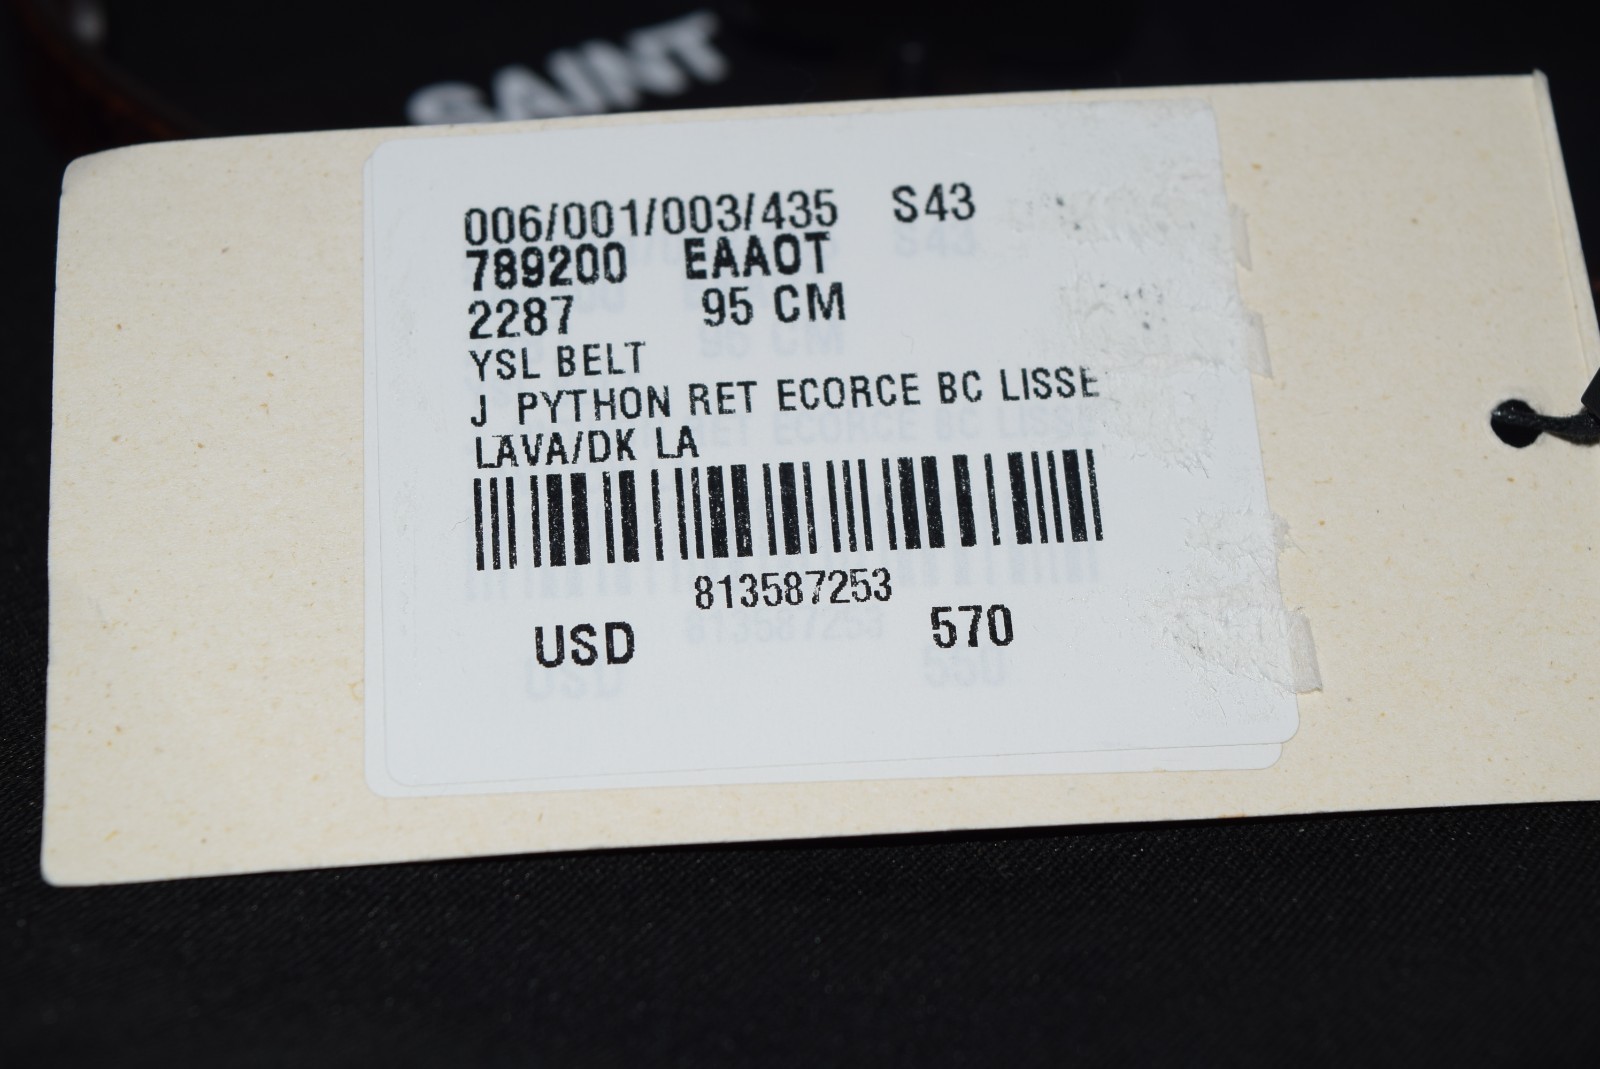 SAINT
006/001/003/435 S43
789200 EAAOT
2287 95 CM
YSL BELT
J PYTHON RET ECORCE BC LISSE
LAVA/DK LA
813587253
USD 570